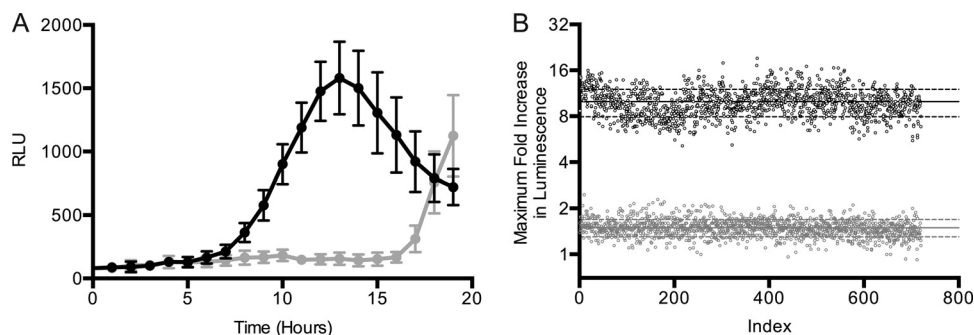 A
2000
1500
1000
500
0
RLU
0 5 10 15 20
Time (Hours)
B
32
16
8
4
2
1
Maximum Fold Increase
in Luminescence
0 200 400 600 800
Index